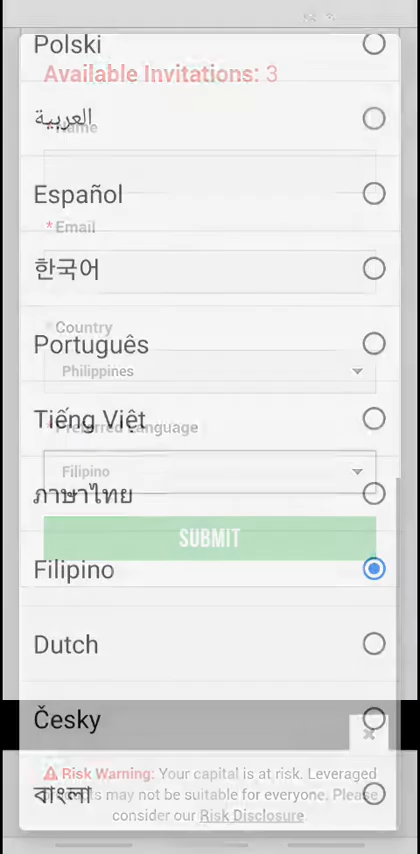 Polski
Available Invitations: 3
العربية
*Name
Español
*Email
한국어
*Country
Português
Philippines
Tiếng Việt
*Preferred Language
Filipino
ภาษาไทย
SUBMIT
Filipino
Dutch
Česky
Risk Warning: Your capital is at risk. Leveraged
বাংলা
products may not be suitable for everyone. Please
consider our Risk Disclosure